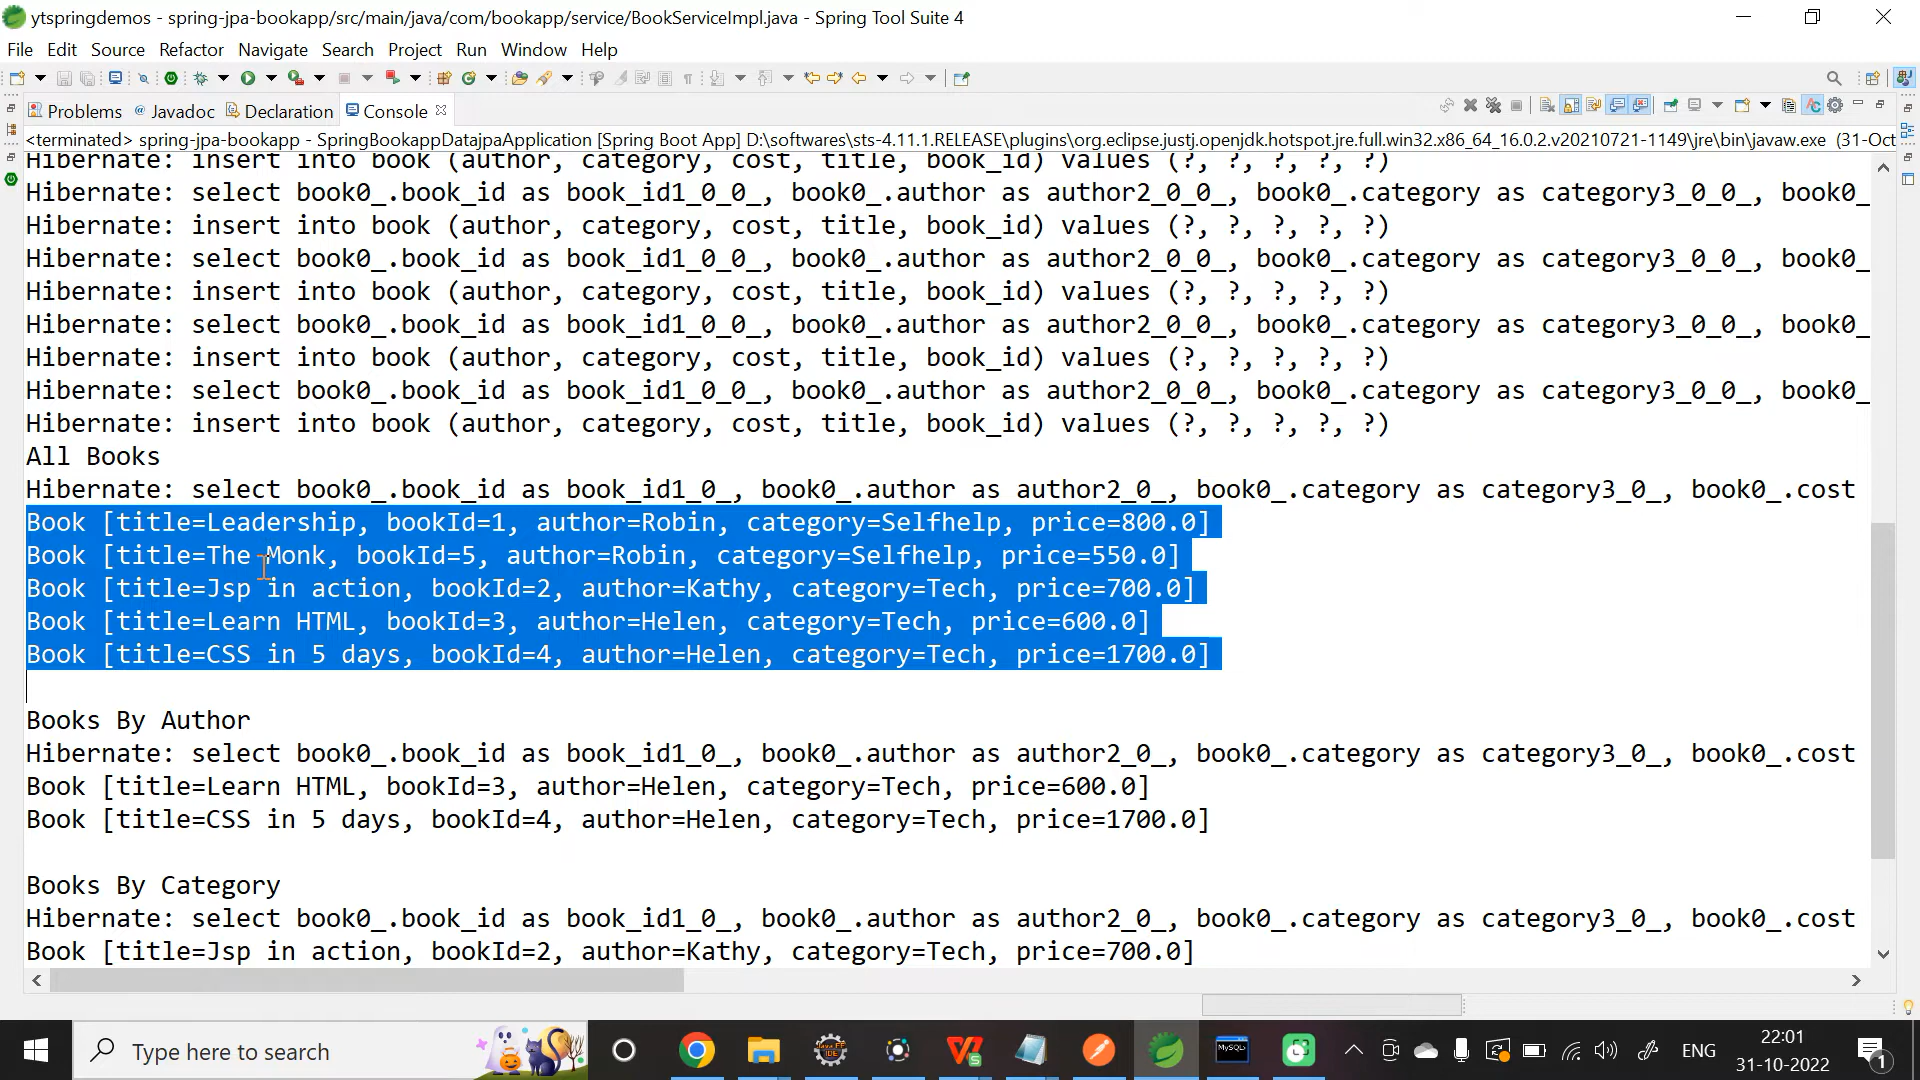 ytspringdemos - spring-jpa-bookapp/src/main/java/com/bookapp/service/BookServiceImpl.java - Spring Tool Suite 4
File Edit Source Refactor Navigate Search Project Run Window Help
Problems @ Javadoc Declaration Console
<terminated> spring-jpa-bookapp - SpringBookappDatajpaApplication [Spring Boot App] D:\softwares\sts-4.11.1.RELEASE\plugins\org.eclipse.justj.openjdk.hotspot.jre.full.win32.x86_64_16.0.2.v20210721-1149\jre\bin\javaw.exe (31-Oct
Hibernate: insert into book (author, category, cost, title, book_id) values (?, ?, ?, ?, ?)
Hibernate: select book0_.book_id as book_id1_0_0_, book0_.author as author2_0_0_, book0_.category as category3_0_0_, book0_
Hibernate: insert into book (author, category, cost, title, book_id) values (?, ?, ?, ?, ?)
Hibernate: select book0_.book_id as book_id1_0_0_, book0_.author as author2_0_0_, book0_.category as category3_0_0_, book0_
Hibernate: insert into book (author, category, cost, title, book_id) values (?, ?, ?, ?, ?)
Hibernate: select book0_.book_id as book_id1_0_0_, book0_.author as author2_0_0_, book0_.category as category3_0_0_, book0_
Hibernate: insert into book (author, category, cost, title, book_id) values (?, ?, ?, ?, ?)
Hibernate: select book0_.book_id as book_id1_0_0_, book0_.author as author2_0_0_, book0_.category as category3_0_0_, book0_
Hibernate: insert into book (author, category, cost, title, book_id) values (?, ?, ?, ?, ?)
All Books
Hibernate: select book0_.book_id as book_id1_0_, book0_.author as author2_0_, book0_.category as category3_0_, book0_.cost
Book [title=Leadership, bookId=1, author=Robin, category=Selfhelp, price=800.0]
Book [title=The Monk, bookId=5, author=Robin, category=Selfhelp, price=550.0]
Book [title=Jsp in action, bookId=2, author=Kathy, category=Tech, price=700.0]
Book [title=Learn HTML, bookId=3, author=Helen, category=Tech, price=600.0]
Book [title=CSS in 5 days, bookId=4, author=Helen, category=Tech, price=1700.0]
Books By Author
Hibernate: select book0_.book_id as book_id1_0_, book0_.author as author2_0_, book0_.category as category3_0_, book0_.cost
Book [title=Learn HTML, bookId=3, author=Helen, category=Tech, price=600.0]
Book [title=CSS in 5 days, bookId=4, author=Helen, category=Tech, price=1700.0]
Books By Category
Hibernate: select book0_.book_id as book_id1_0_, book0_.author as author2_0_, book0_.category as category3_0_, book0_.cost
Book [title=Jsp in action, bookId=2, author=Kathy, category=Tech, price=700.0]
Type here to search
MySQL
ENG
22:01
31-10-2022
1